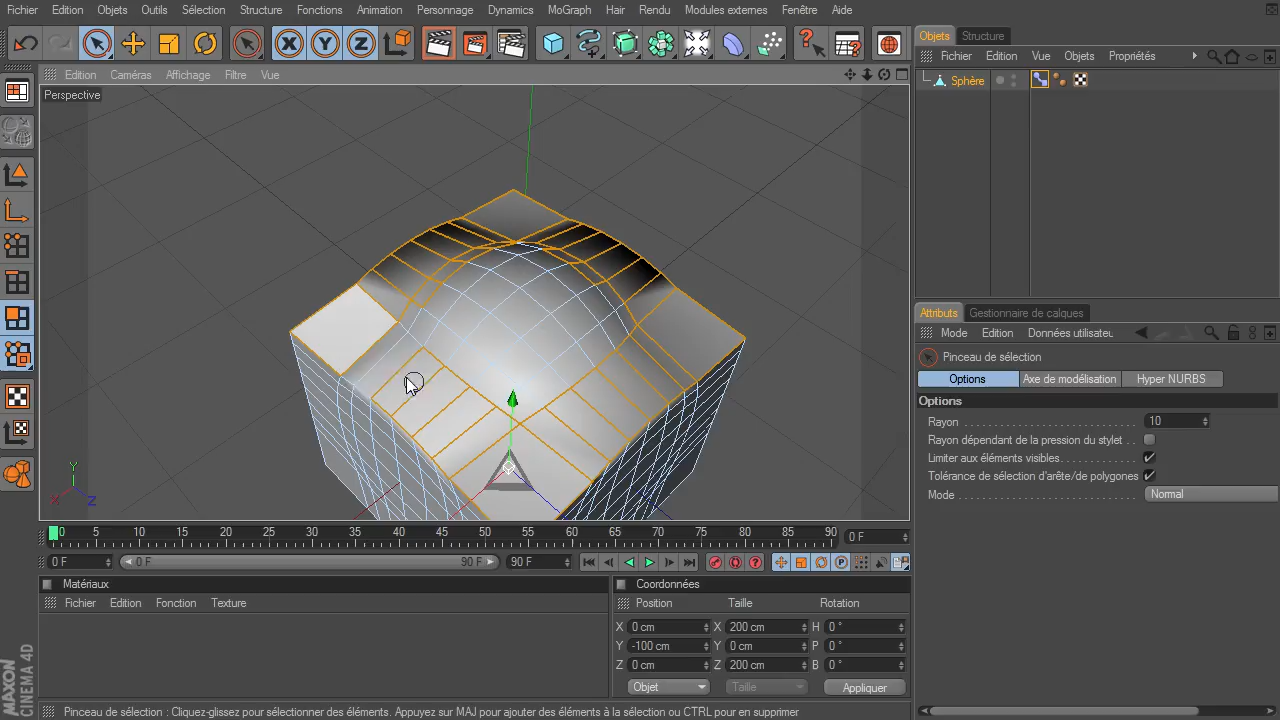 Fichier Edition Objets Outils Sélection Structure Fonctions Animation Personnage Dynamics MoGraph Hair Rendu Modules externes Fenêtre Aide
Objets Structure
Fichier Edition Vue Objets Propriétés
Edition Caméras Affichage Filtre Vue
Sphère
Perspective
Y
X Z
Attributs Gestionnaire de calques
Mode Edition Données utilisateu
Pinceau de sélection
Options Axe de modélisation Hyper NURBS
Options
Rayon 10
Rayon dépendant de la pression du stylet
Limiter aux éléments visibles
Tolérance de sélection d'arête/de polygones
Mode Normal
0 5 10 15 20 25 30 35 40 45 50 55 60 65 70 75 80 85 90 0 F
0 F 0 F 90 F 90 F
Matériaux
Fichier Edition Fonction Texture
Coordonnées
Position Taille Rotation
X 0 cm X 200 cm H 0 °
Y -100 cm Y 0 cm P 0 °
Z 0 cm Z 200 cm B 0 °
Objet Taille Appliquer
MAXON
CINEMA 4D
Pinceau de sélection : Cliquez-glissez pour sélectionner des éléments. Appuyez sur MAJ pour ajouter des éléments à la sélection ou CTRL pour en supprimer